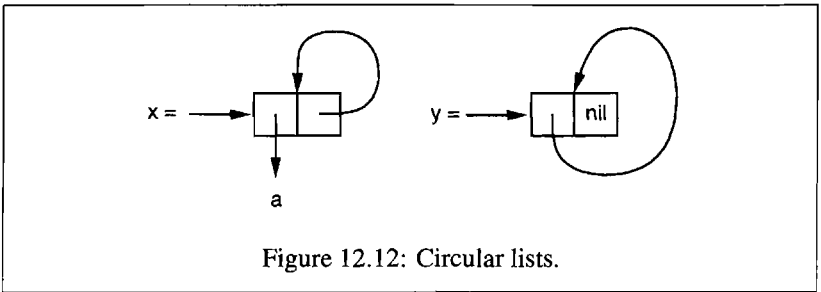 x =
a
y =
nil
Figure 12.12: Circular lists.